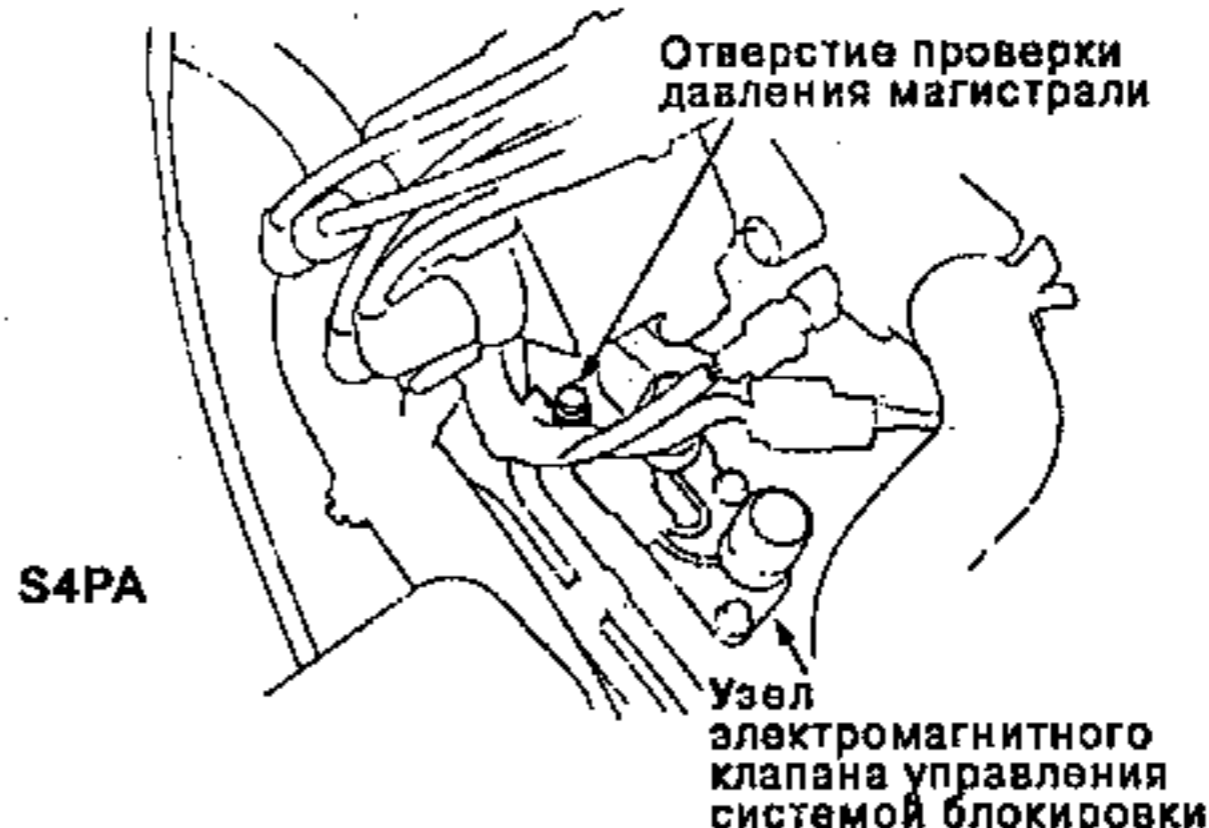 Отверстие проверки
давления магистрали
S4PA
Узел
электромагнитного
клапана управления
системой блокировки